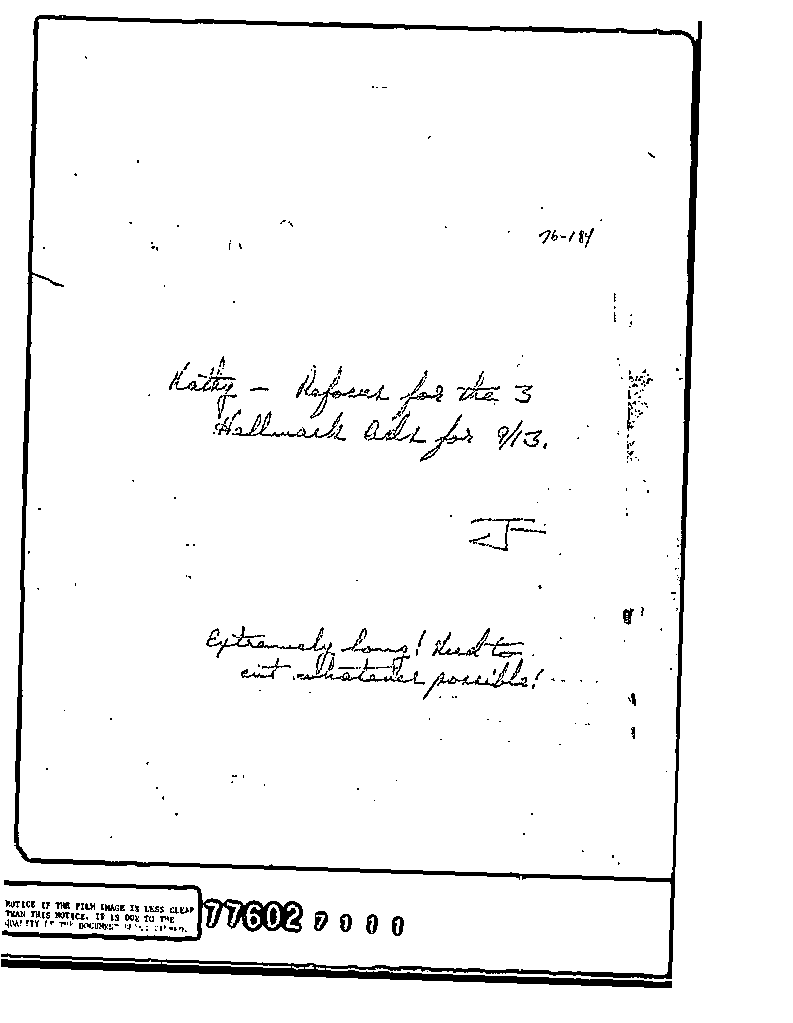 76-184
Kathy — Refocus for the 3
Hallmark ads for 9/13.
J
Extremely long! Need to
cut whatever possible!
NOTICE IF THE FILM IMAGE IS LESS CLEAR
THAN THIS NOTICE, IT IS DUE TO THE
QUALITY OF THE DOCUMENT
77602 7000